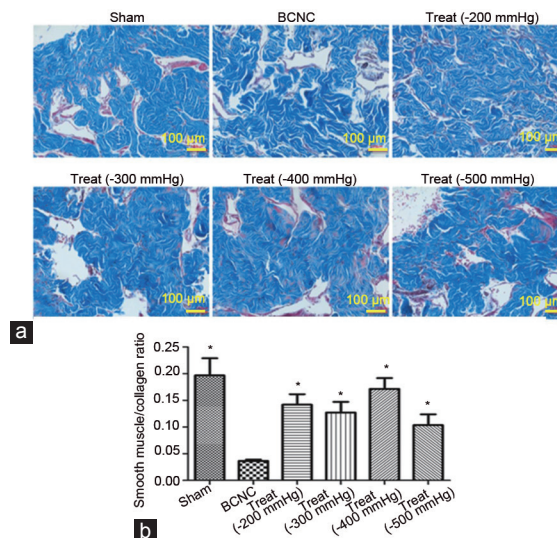 Sham BCNC Treat (-200 mmHg)
100 µm 100 µm 100 µm
Treat (-300 mmHg) Treat (-400 mmHg) Treat (-500 mmHg)
100 µm 100 µm 100 µm
a
Smooth muscle/collagen ratio
0.25
0.20
0.15
0.10
0.05
0.00
* * * * *
Sham
BCNC
Treat
(-200 mmHg)
Treat
(-300 mmHg)
Treat
(-400 mmHg)
Treat
(-500 mmHg)
b